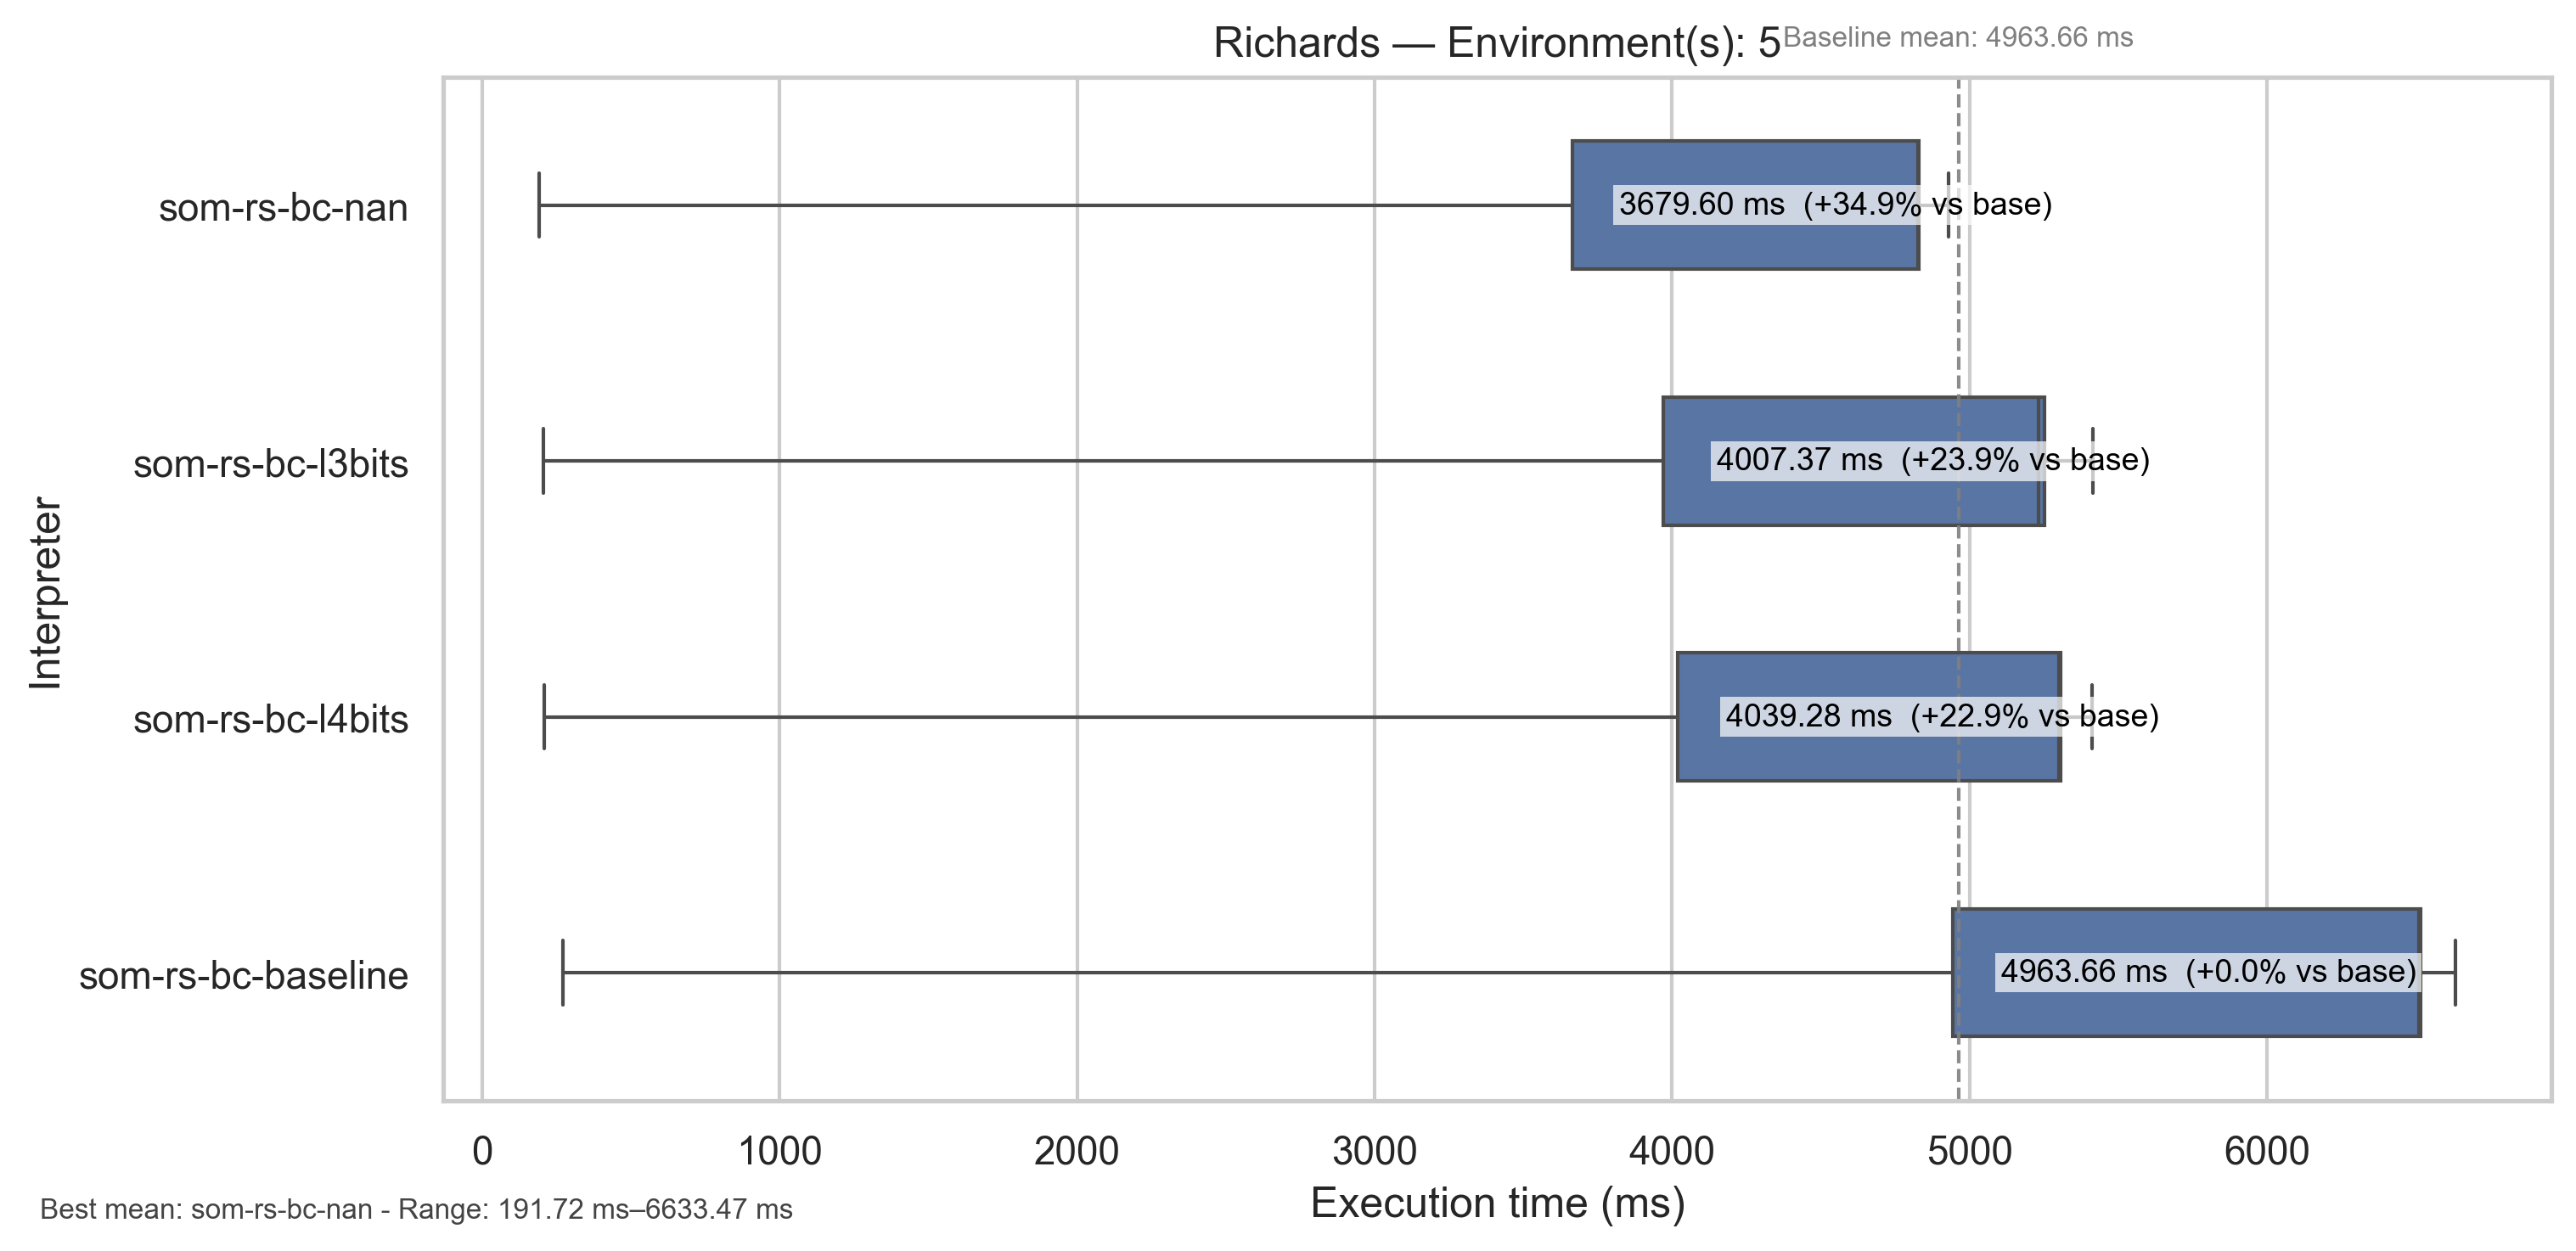 Richards — Environment(s): 5
Baseline mean: 4963.66 ms
som-rs-bc-nan
3679.60 ms  (+34.9% vs base)
som-rs-bc-l3bits
4007.37 ms  (+23.9% vs base)
Interpreter
som-rs-bc-l4bits
4039.28 ms  (+22.9% vs base)
som-rs-bc-baseline
4963.66 ms  (+0.0% vs base)
0 1000 2000 3000 4000 5000 6000
Execution time (ms)
Best mean: som-rs-bc-nan - Range: 191.72 ms–6633.47 ms